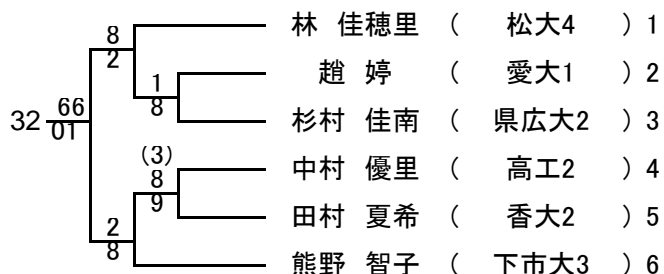 林 佳穂里 ( 松大4 ) 1
趙 婷 ( 愛大1 ) 2
杉村 佳南 ( 県広大2 ) 3
中村 優里 ( 高工2 ) 4
田村 夏希 ( 香大2 ) 5
熊野 智子 ( 下市大3 ) 6
8
2
1
8
32
66
01
(3)
8
9
2
8